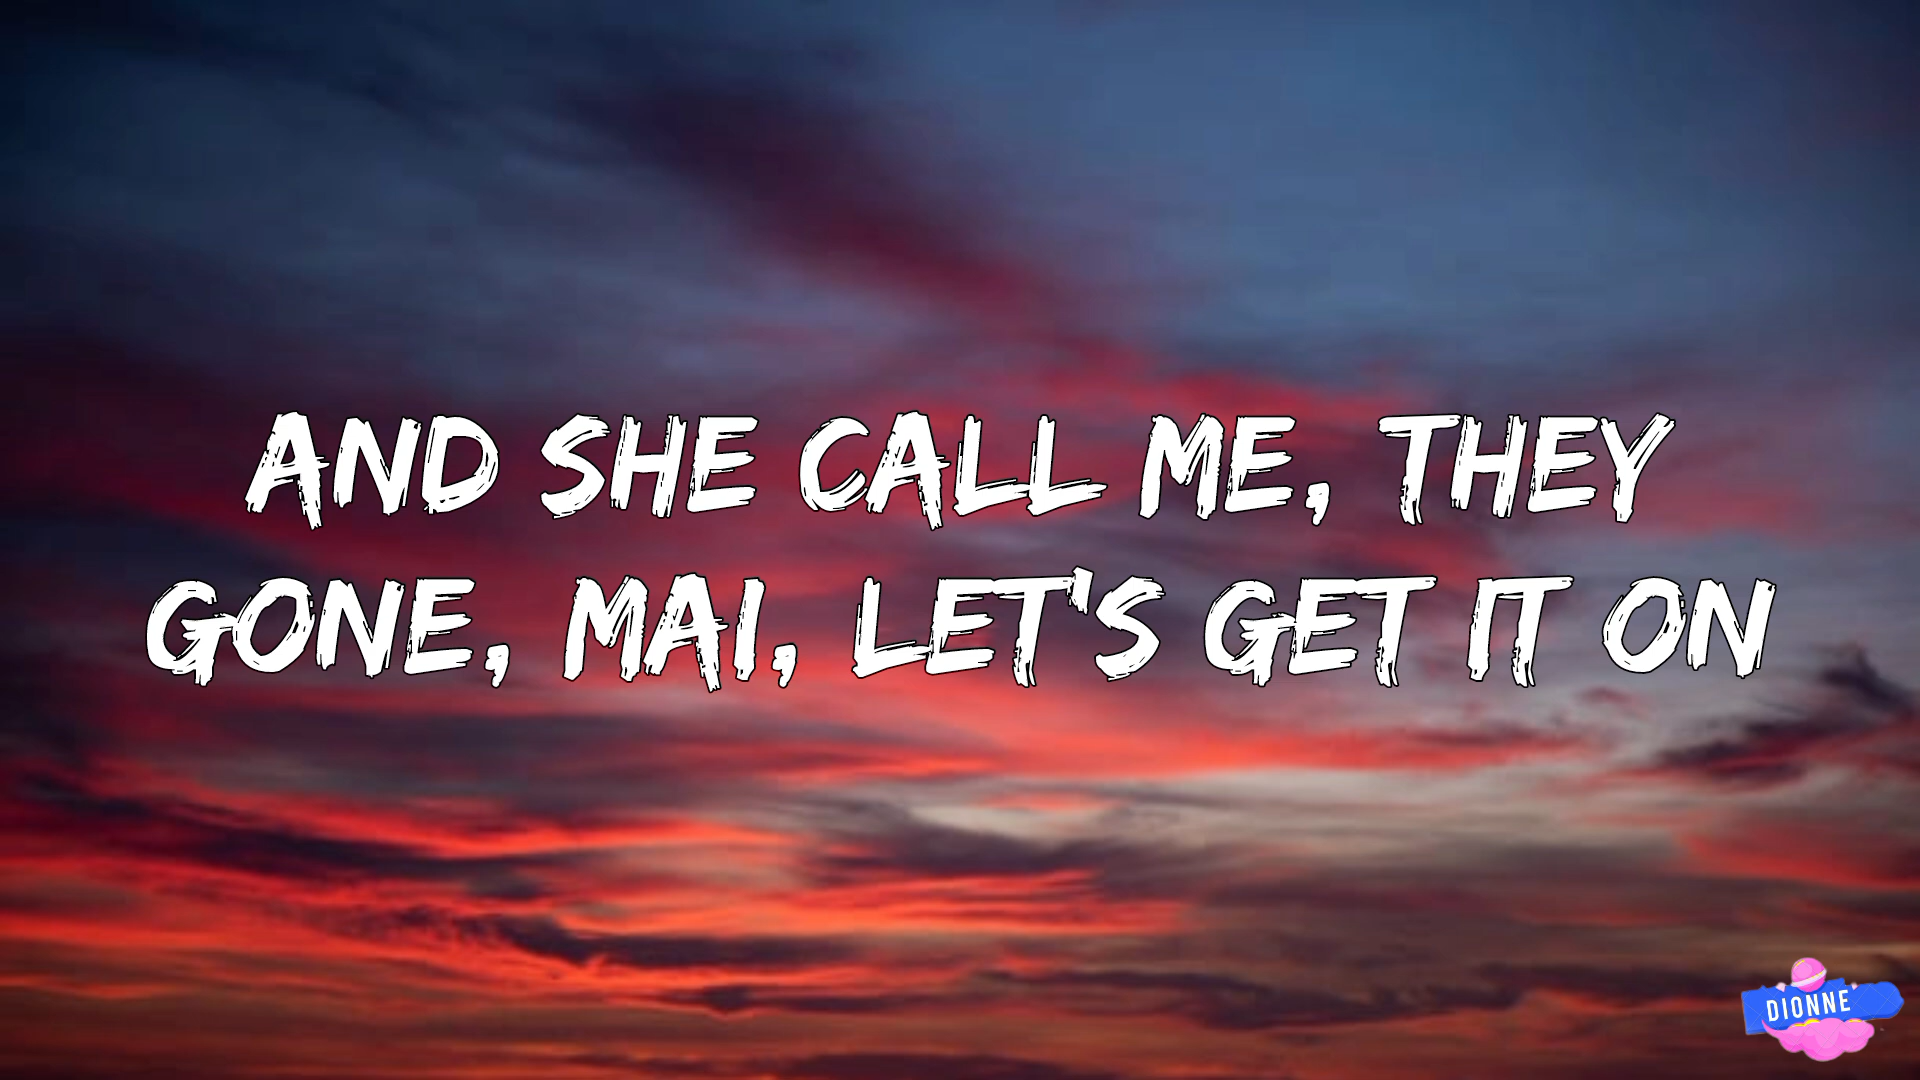 AND SHE CALL ME, THEY
GONE, MAI, LET'S GET IT ON
DIONNE